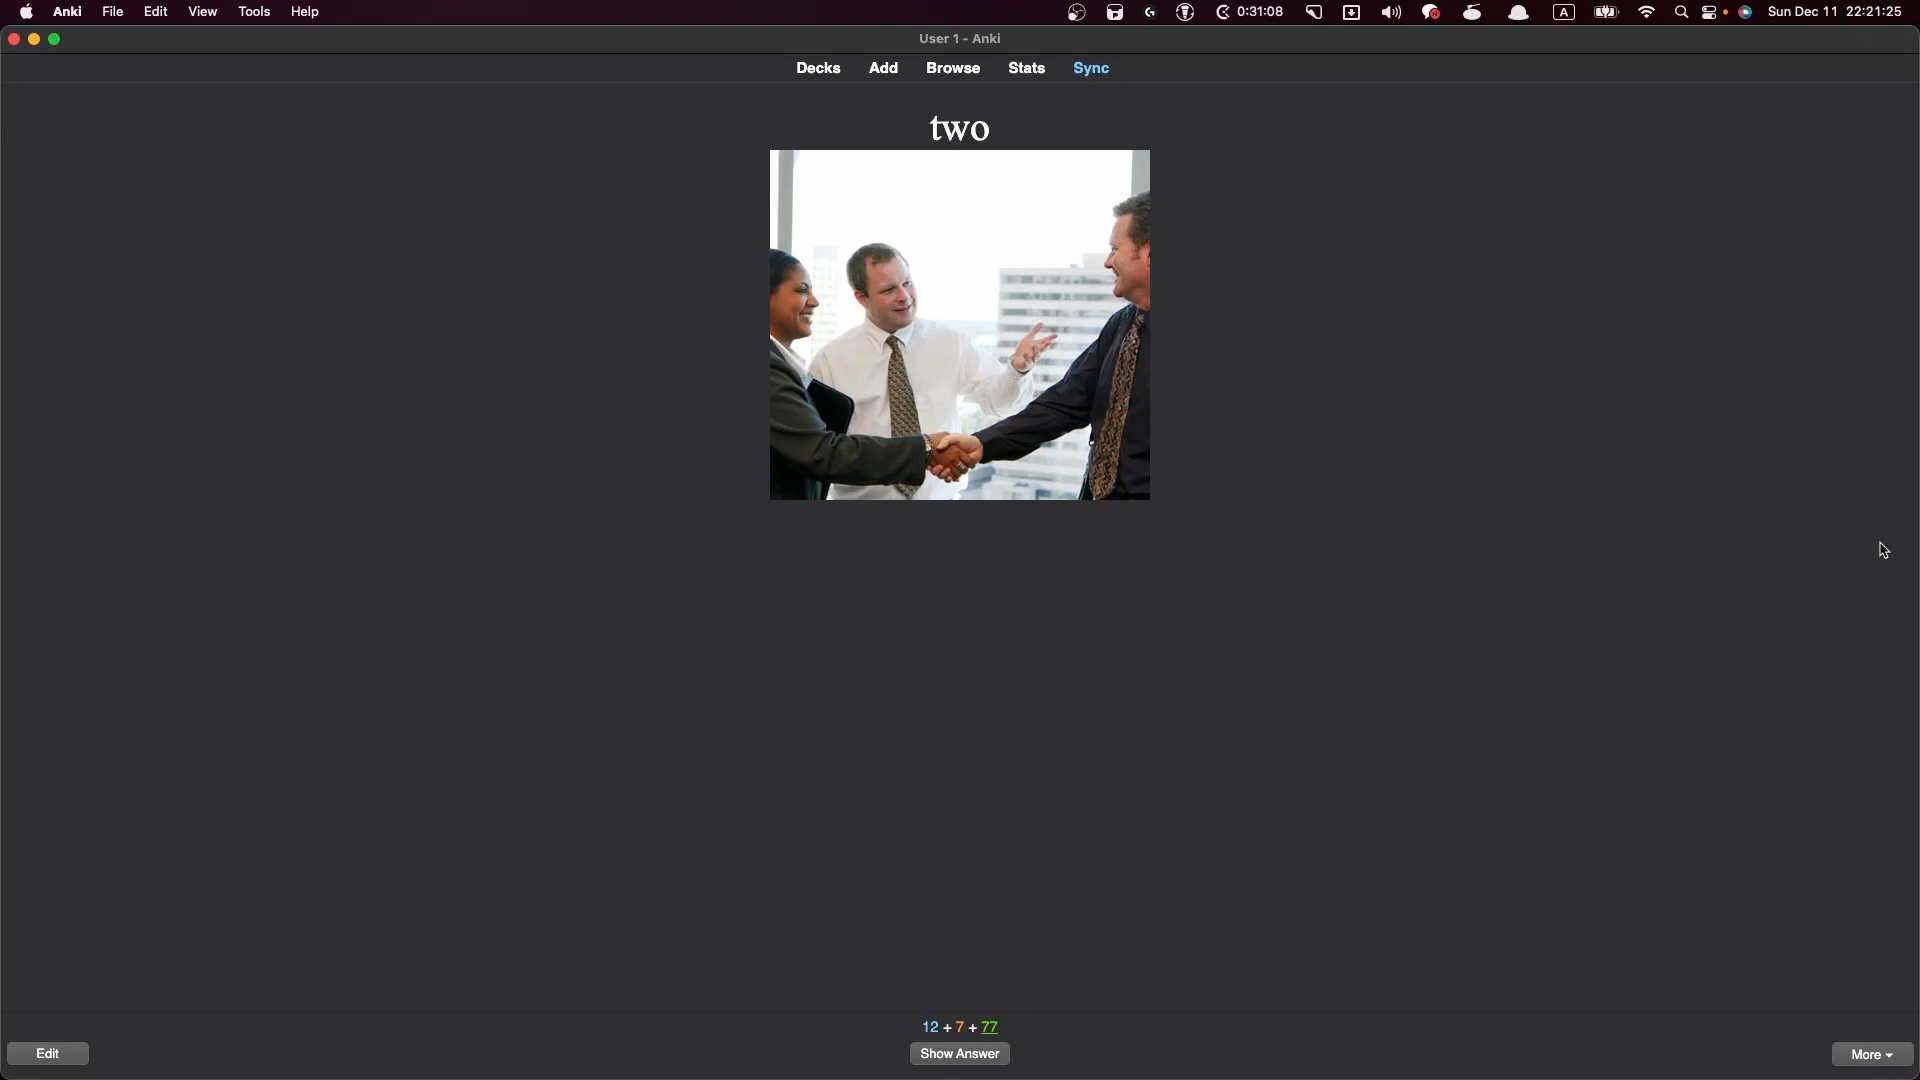 Anki File Edit View Tools Help 0:31:08 A Sun Dec 11 22:21:25
User 1 - Anki
Decks Add Browse Stats Sync
two
12 + 7 + 77
Edit Show Answer More